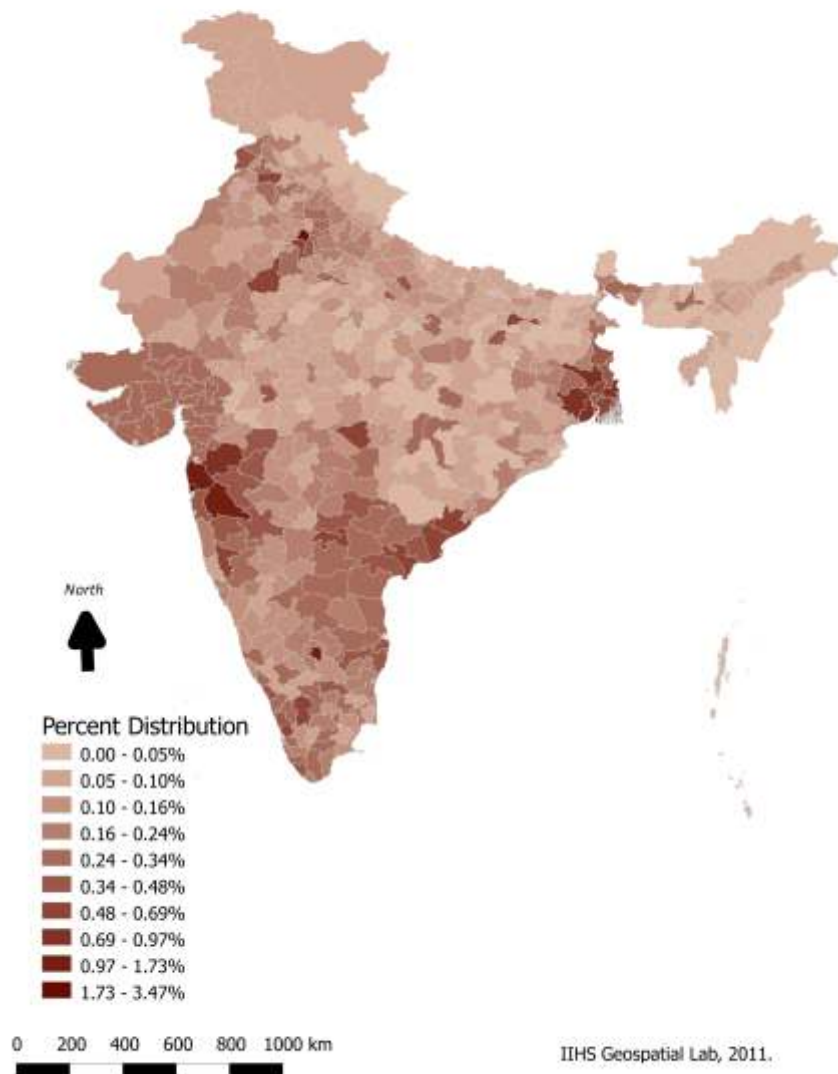 North
Percent Distribution
0.00 - 0.05%
0.05 - 0.10%
0.10 - 0.16%
0.16 - 0.24%
0.24 - 0.34%
0.34 - 0.48%
0.48 - 0.69%
0.69 - 0.97%
0.97 - 1.73%
1.73 - 3.47%
0 200 400 600 800 1000 km
IIHS Geospatial Lab, 2011.